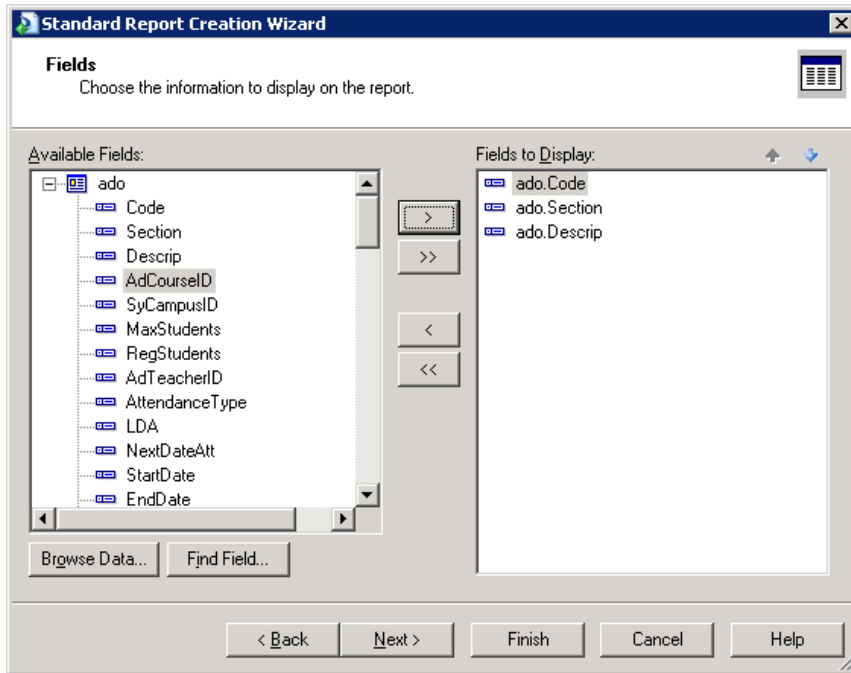 Standard Report Creation Wizard
Fields
Choose the information to display on the report.
Available Fields:
ado
Code
Section
Descrip
AdCourseID
SyCampusID
MaxStudents
RegStudents
AdTeacherID
AttendanceType
LDA
NextDateAtt
StartDate
EndDate
>
>>
<
<<
Fields to Display:
ado.Code
ado.Section
ado.Descrip
Browse Data...
Find Field...
< Back
Next >
Finish
Cancel
Help